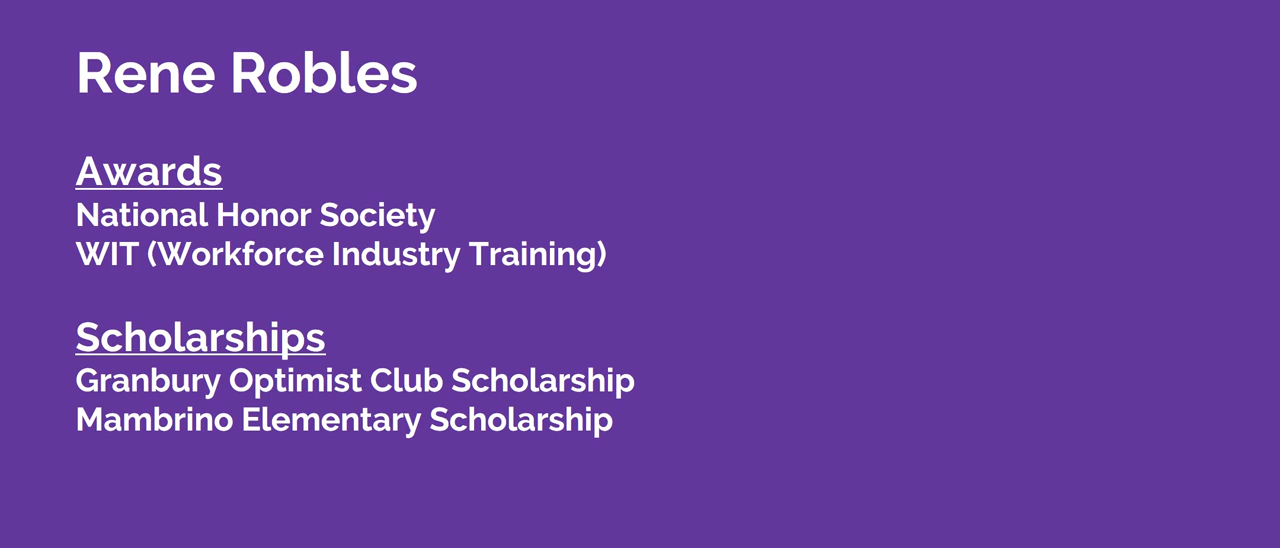 Rene Robles
Awards
National Honor Society
WIT (Workforce Industry Training)
Scholarships
Granbury Optimist Club Scholarship
Mambrino Elementary Scholarship